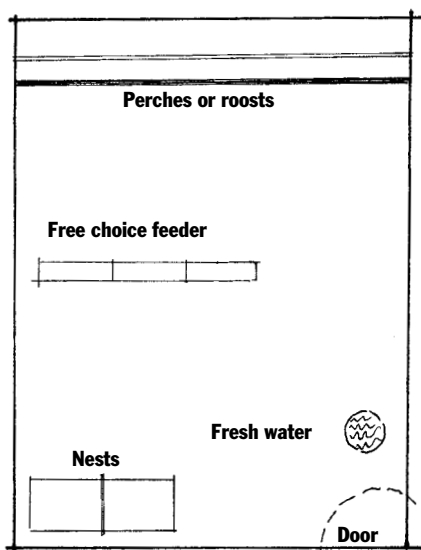 Perches or roosts
Free choice feeder
Fresh water
Nests
Door